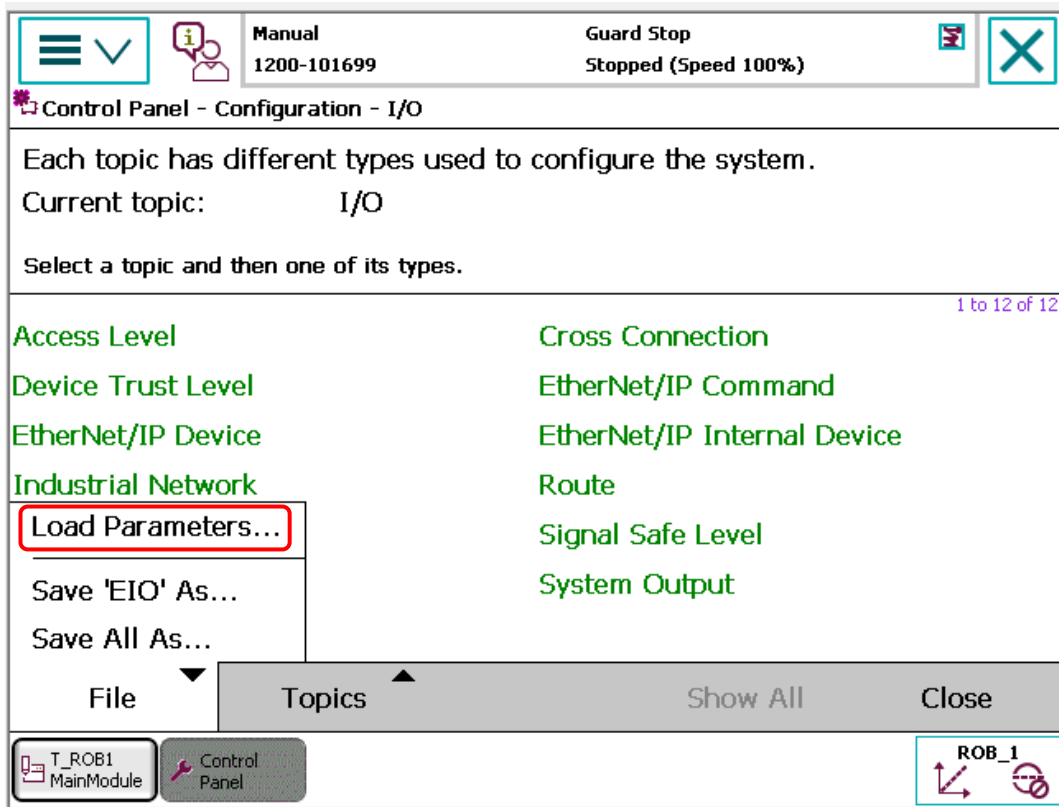 Manual
1200-101699
Guard Stop
Stopped (Speed 100%)
Control Panel - Configuration - I/O
Each topic has different types used to configure the system.
Current topic: I/O
Select a topic and then one of its types.
1 to 12 of 12
Access Level Cross Connection
Device Trust Level EtherNet/IP Command
EtherNet/IP Device EtherNet/IP Internal Device
Industrial Network Route
Signal Safe Level
System Output
Load Parameters...
Save 'EIO' As...
Save All As...
File Topics Show All Close
T_ROB1
MainModule
Control
Panel
ROB_1